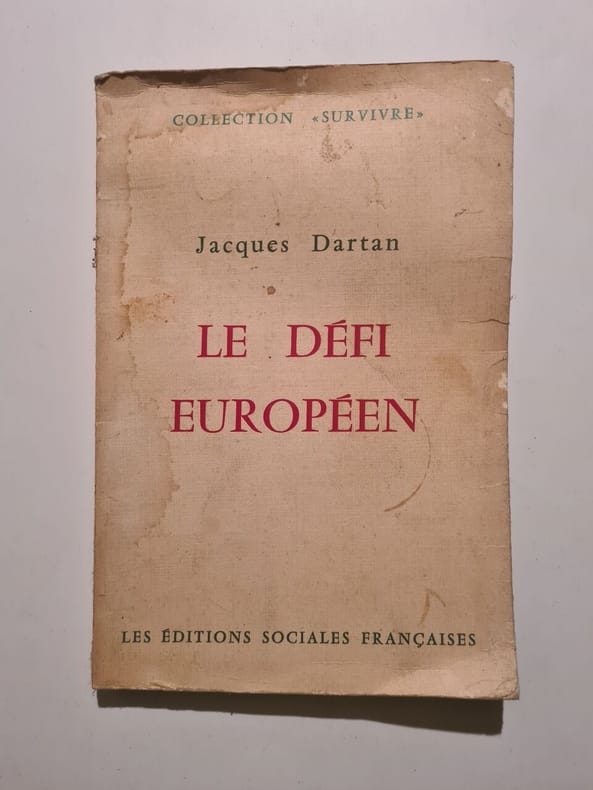 COLLECTION «SURVIVRE»
Jacques Dartan
LE DÉFI
EUROPÉEN
LES ÉDITIONS SOCIALES FRANÇAISES